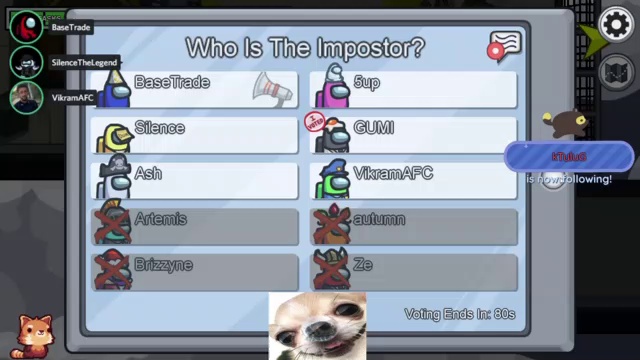 BaseTrade
SilenceTheLegend
VikramAFC
Who Is The Impostor?
BaseTrade
5up
Silence
I VOTED
GUMI
Ash
VikramAFC
Artemis
autumn
Brizzyne
Ze
is now following!
Voting Ends In: 80s